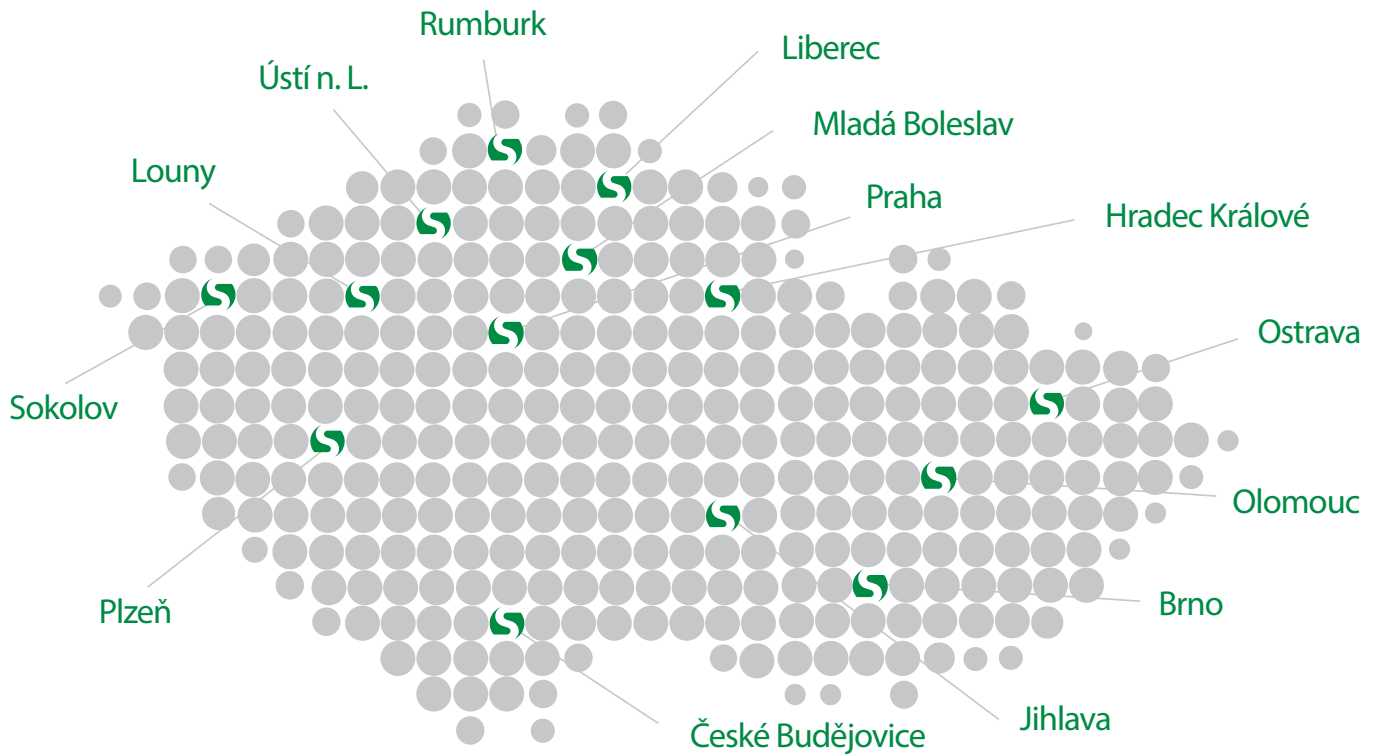 Rumburk
Liberec
Ústí n. L.
Mladá Boleslav
Louny
Praha
Hradec Králové
Ostrava
Sokolov
Olomouc
Plzeň
Brno
Jihlava
České Budějovice